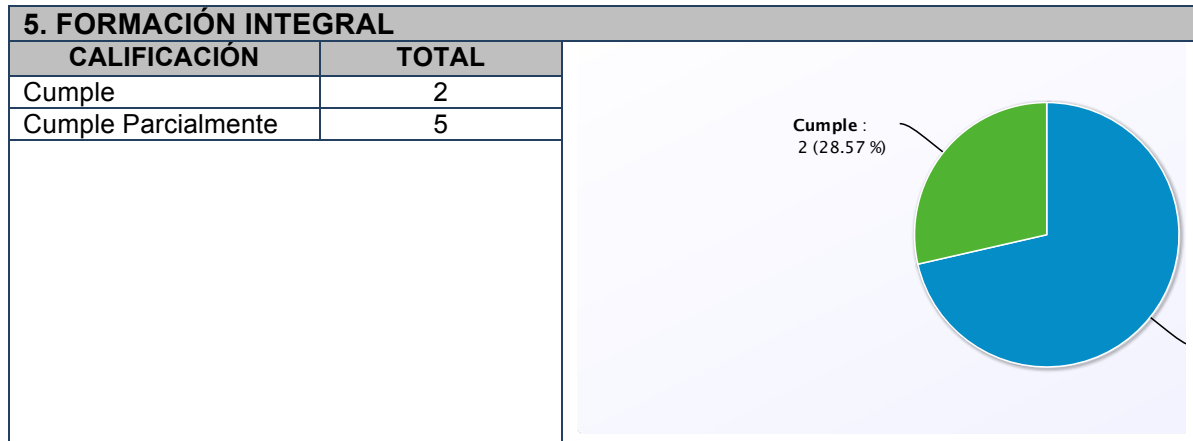 5. FORMACIÓN INTEGRAL
CALIFICACIÓN TOTAL
Cumple 2
Cumple Parcialmente 5
Cumple :
2 (28.57 %)